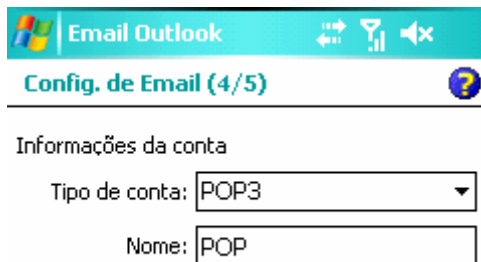 Email Outlook
Config. de Email (4/5)
Informações da conta
Tipo de conta: POP3
Nome: POP